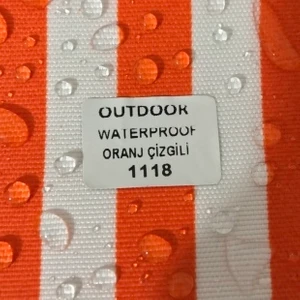 OUTDOOR
WATERPROOF
ORANJ ÇİZGİLİ
1118